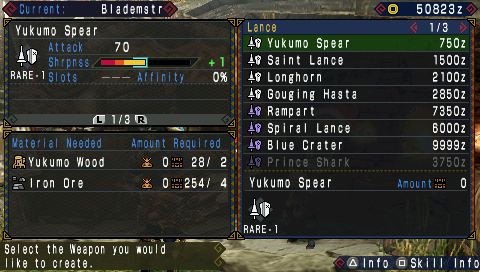 Current: Blademstr
50823z
Yukumo Spear
Attack 70
Shrpnss +1
RARE-1 Slots --- Affinity 0%
L 1/3 R
Material Needed Amount Required
Yukumo Wood 0 28/ 2
Iron Ore 0 254/ 4
Lance 1/3
Yukumo Spear 750z
Saint Lance 1500z
Longhorn 2100z
Gouging Hasta 2850z
Rampart 7350z
Spiral Lance 6000z
Blue Crater 9999z
Prince Shark 3750z
Yukumo Spear Amount 0
RARE-1
Select the Weapon you would
like to create.
Info Skill Info